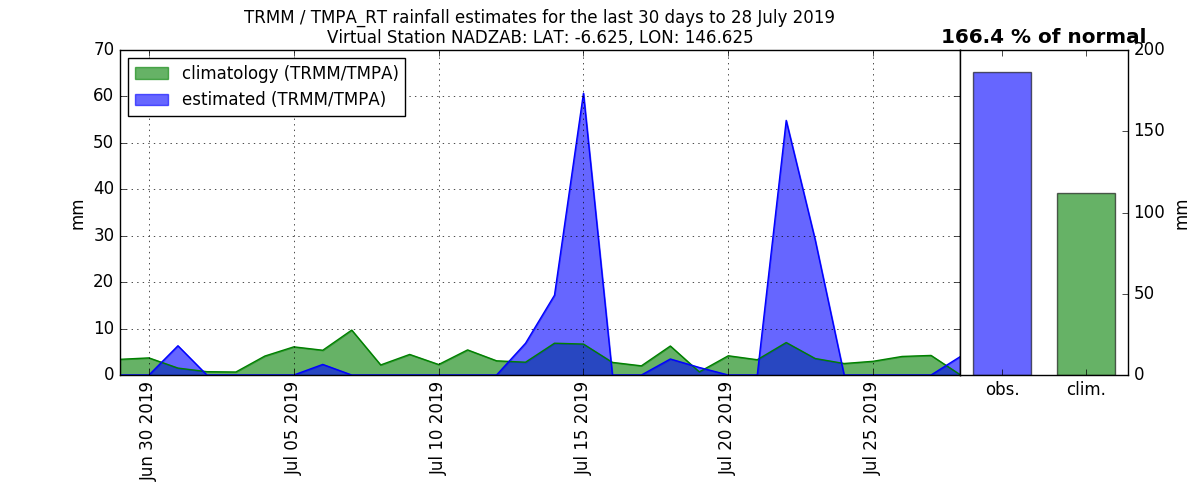 TRMM / TMPA_RT rainfall estimates for the last 30 days to 28 July 2019
Virtual Station NADZAB: LAT: -6.625, LON: 146.625
166.4 % of normal
climatology (TRMM/TMPA)
estimated (TRMM/TMPA)
70
60
50
40
30
20
10
0
mm
Jun 30 2019
Jul 05 2019
Jul 10 2019
Jul 15 2019
Jul 20 2019
Jul 25 2019
200
150
100
50
0
mm
obs.
clim.